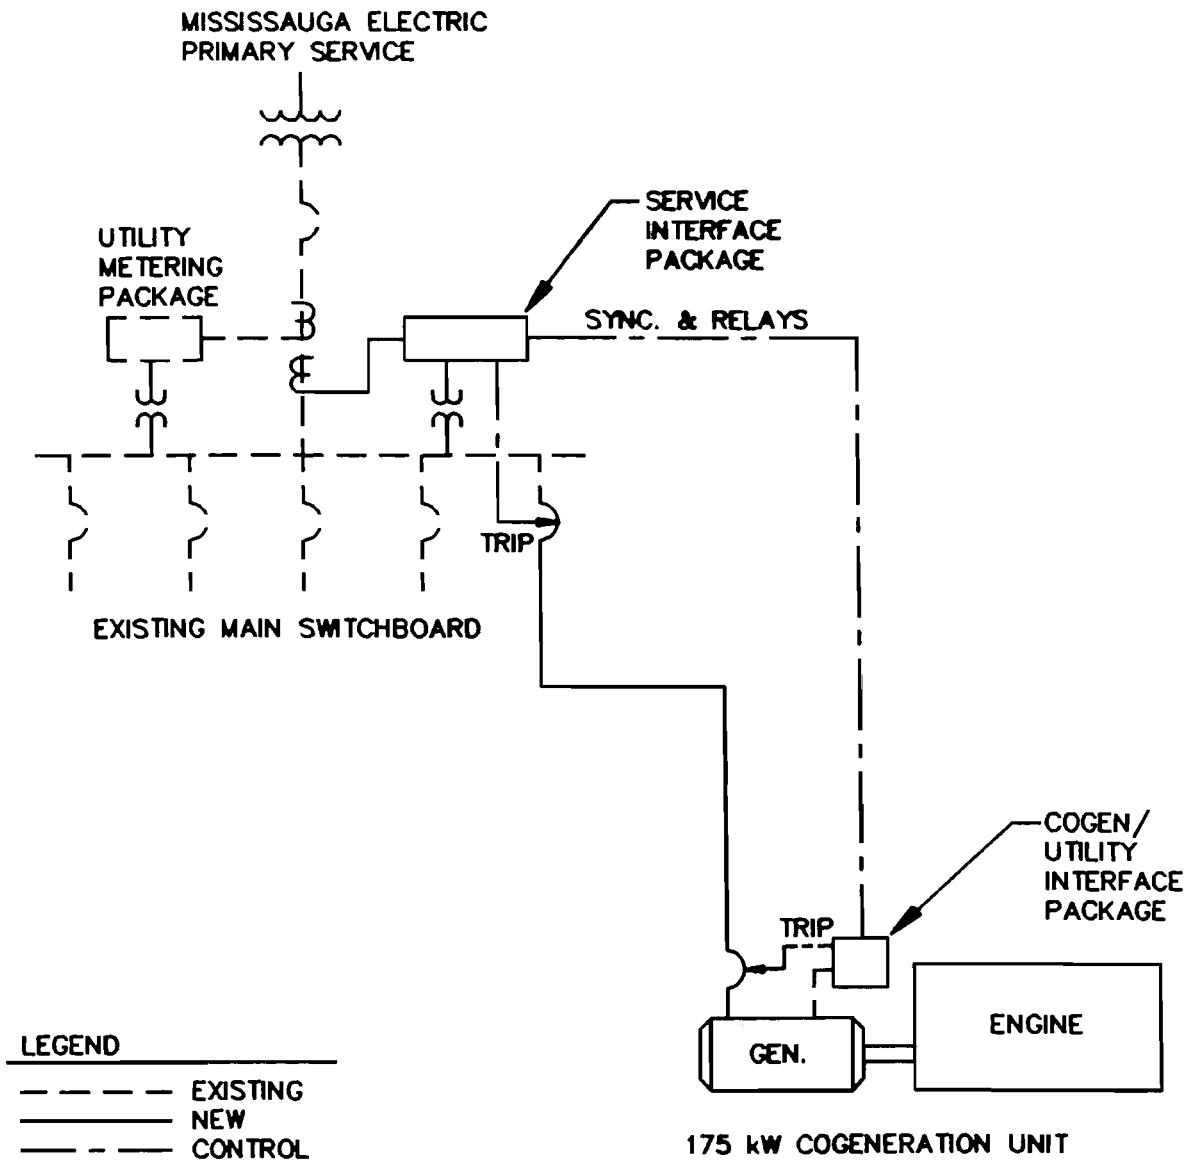 MISSISSAUGA ELECTRIC
PRIMARY SERVICE
SERVICE
INTERFACE
PACKAGE
UTILITY
METERING
PACKAGE
SYNC. & RELAYS
TRIP
EXISTING MAIN SWITCHBOARD
COGEN/
UTILITY
INTERFACE
PACKAGE
TRIP
ENGINE
GEN.
LEGEND
EXISTING
NEW
CONTROL
175 kW COGENERATION UNIT